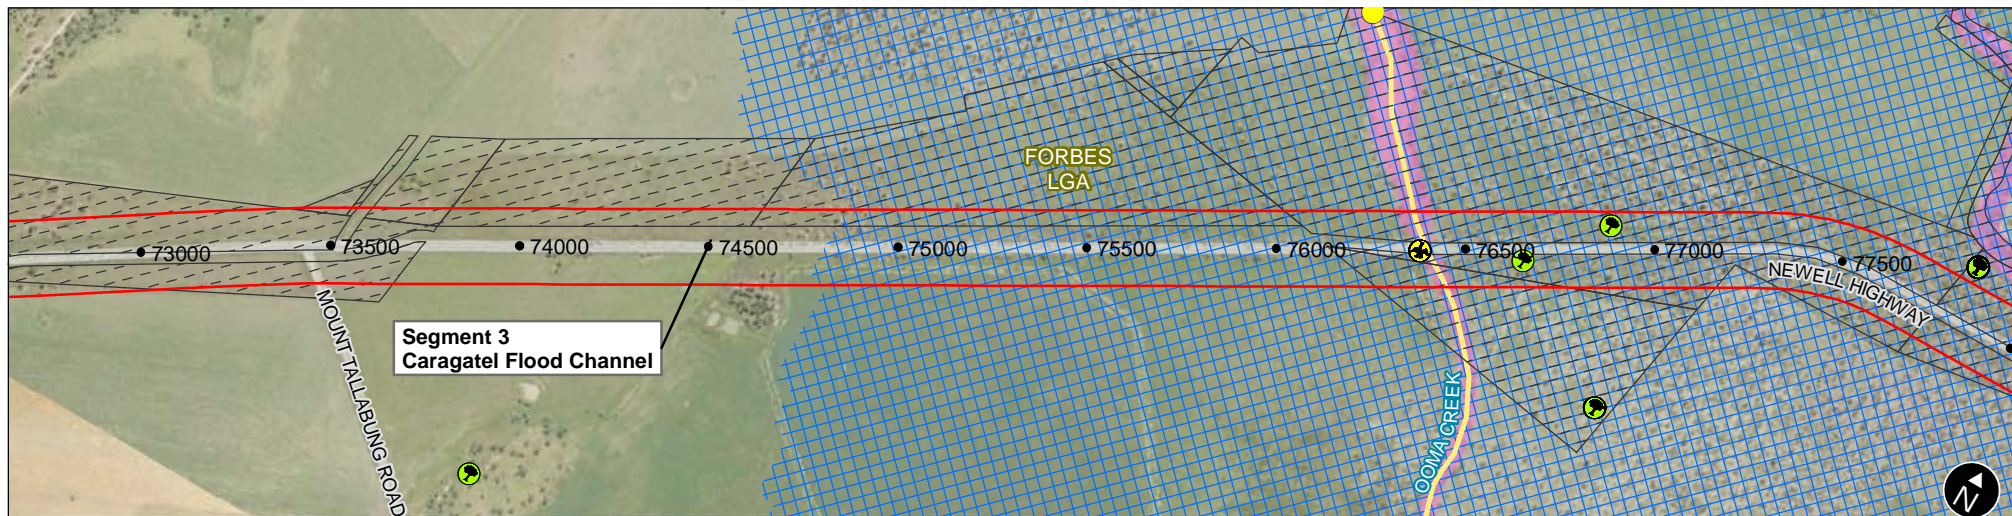 FORBES
LGA
73000
73500
74000
74500
75000
75500
76000
76500
77000
77500
NEWELL HIGHWAY
MOUNT TALLABUNG ROAD
Segment 3
Caragatel Flood Channel
OOMA CREEK
N